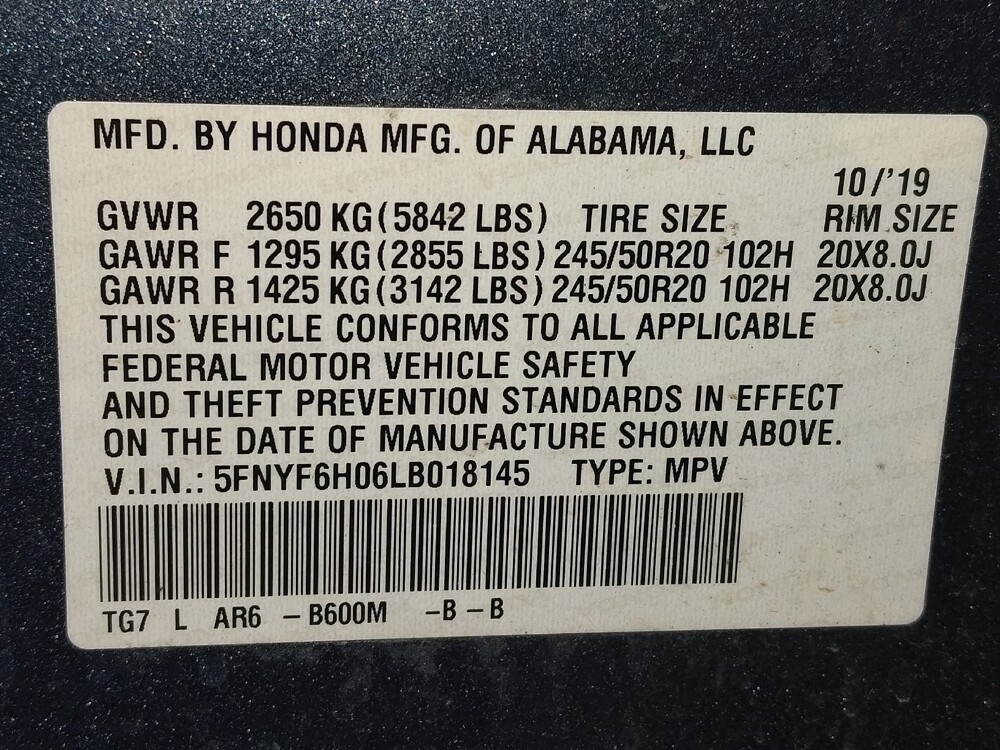 MFD. BY HONDA MFG. OF ALABAMA, LLC
10/'19
GVWR 2650 KG (5842 LBS) TIRE SIZE RIM SIZE
GAWR F 1295 KG (2855 LBS) 245/50R20 102H 20X8.0J
GAWR R 1425 KG (3142 LBS) 245/50R20 102H 20X8.0J
THIS VEHICLE CONFORMS TO ALL APPLICABLE
FEDERAL MOTOR VEHICLE SAFETY
AND THEFT PREVENTION STANDARDS IN EFFECT
ON THE DATE OF MANUFACTURE SHOWN ABOVE.
V.I.N.: 5FNYF6H06LB018145 TYPE: MPV
TG7 L AR6 – B600M –B – B